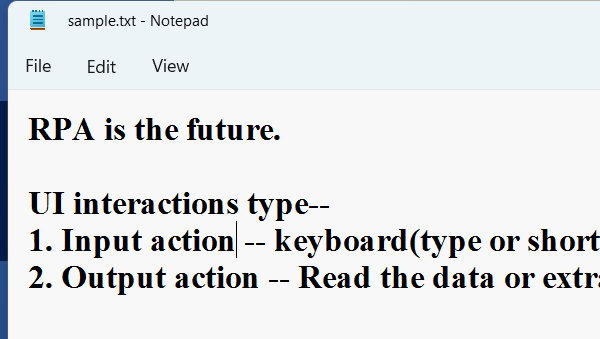 sample.txt - Notepad
File Edit View
RPA is the future.
UI interactions type--
1. Input action -- keyboard(type or short
2. Output action -- Read the data or extr